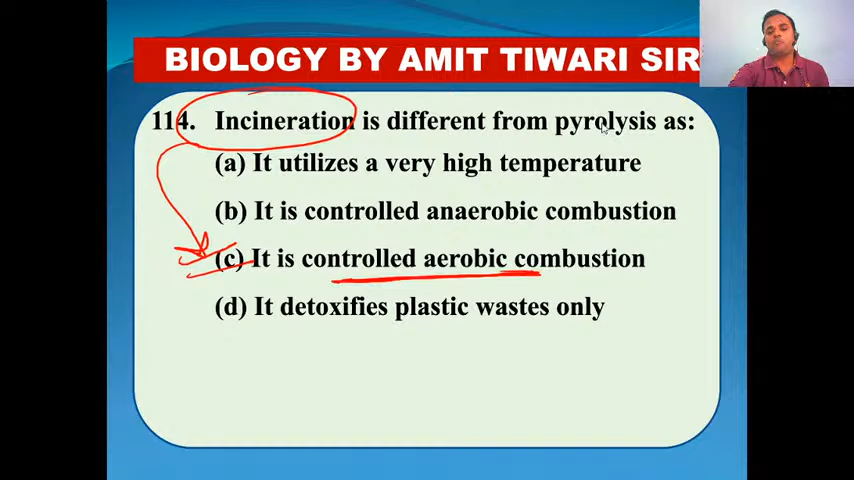 BIOLOGY BY AMIT TIWARI SIR
114. Incineration is different from pyrolysis as:
(a) It utilizes a very high temperature
(b) It is controlled anaerobic combustion
(c) It is controlled aerobic combustion
(d) It detoxifies plastic wastes only